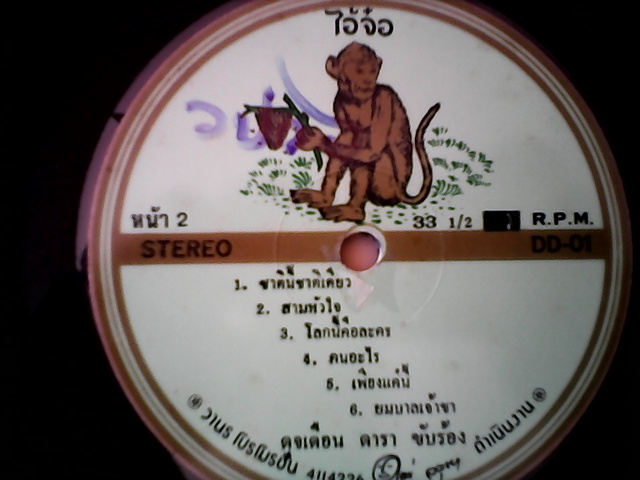 ไอ้จ๋อ
หน้า 2
33 1/2 R.P.M.
STEREO
DD-01
1. ชาตินี้ชาติเดียว
2. สามหัวใจ
3. โลกนี้คือละคร
4. คนอะไร
5. เพียงแค่นี้
6. ยมบาลเจ้าขา
ดุจเดือน ดารา ขับร้อง
วานร โปรโมชั่น 4114226
ดำเนินงาน